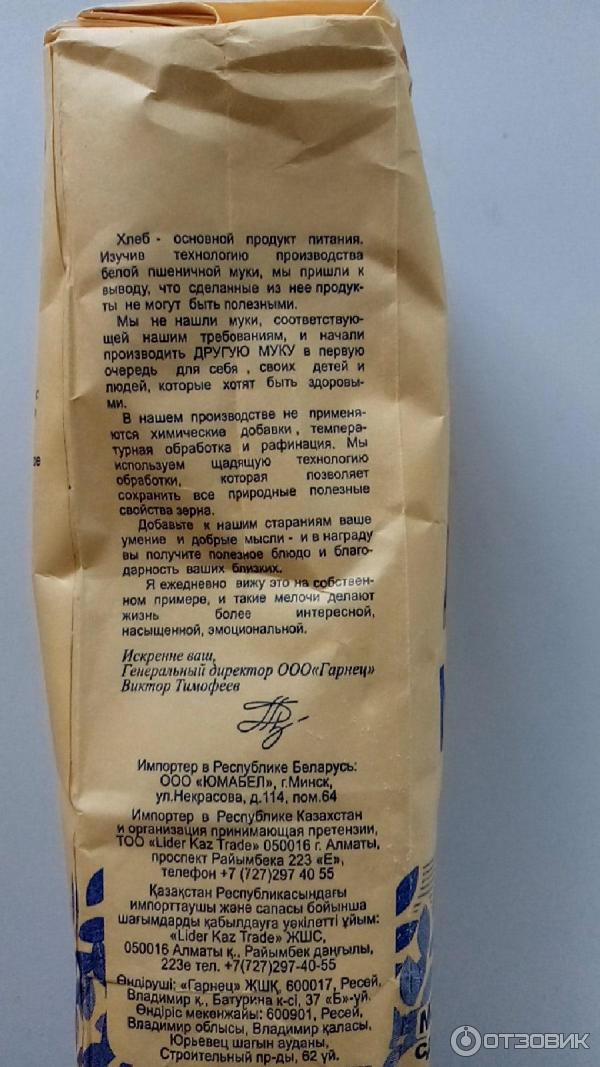 Хлеб - основной продукт питания.
Изучив технологию производства
белой пшеничной муки, мы пришли к
выводу, что сделанные из нее продук-
ты не могут быть полезными.
Мы не нашли муки, соответствую-
щей нашим требованиям, и начали
производить ДРУГУЮ МУКУ в первую
очередь для себя , своих детей и
людей, которые хотят быть здоровы-
ми.
В нашем производстве не применя-
ются химические добавки , темпера-
турная обработка и рафинация. Мы
используем щадящую технологию
обработки, которая позволяет
сохранить все природные полезные
свойства зерна.
Добавьте к нашим стараниям ваше
умение и добрые мысли - и в награду
вы получите полезное блюдо и благо-
дарность ваших близких.
Я ежедневно вижу это на собствен-
ном примере, и такие мелочи делают
жизнь более интересной,
насыщенной, эмоциональной.
Искренне ваш,
Генеральный директор ООО«Гарнец»
Виктор Тимофеев
Импортер в Республике Беларусь:
ООО «ЮМАБЕЛ», г.Минск,
ул.Некрасова, д.114, пом.64
Импортер в Республике Казахстан
и организация принимающая претензии,
ТОО «Lider Kaz Trade» 050016 г. Алматы,
проспект Райымбека 223 «Е»,
телефон +7 (727)297 40 55
Қазақстан Республикасындағы
импорттаушы және сапасы бойынша
шағымдарды қабылдауға уәкілетті ұйым:
«Lider Kaz Trade» ЖШС,
050016 Алматы қ., Райымбек даңғылы,
223е тел. +7(727)297-40-55
Өндіруші: «Гарнец» ЖШҚ, 600017, Ресей,
Владимир қ., Батурина к-сі, 37 «Б»-үй.
Өндіріс мекенжайы: 600901, Ресей,
Владимир облысы, Владимир қаласы,
Юрьевец шағын ауданы,
Строительный пр-ды, 62 үй.
ОТЗОВИК